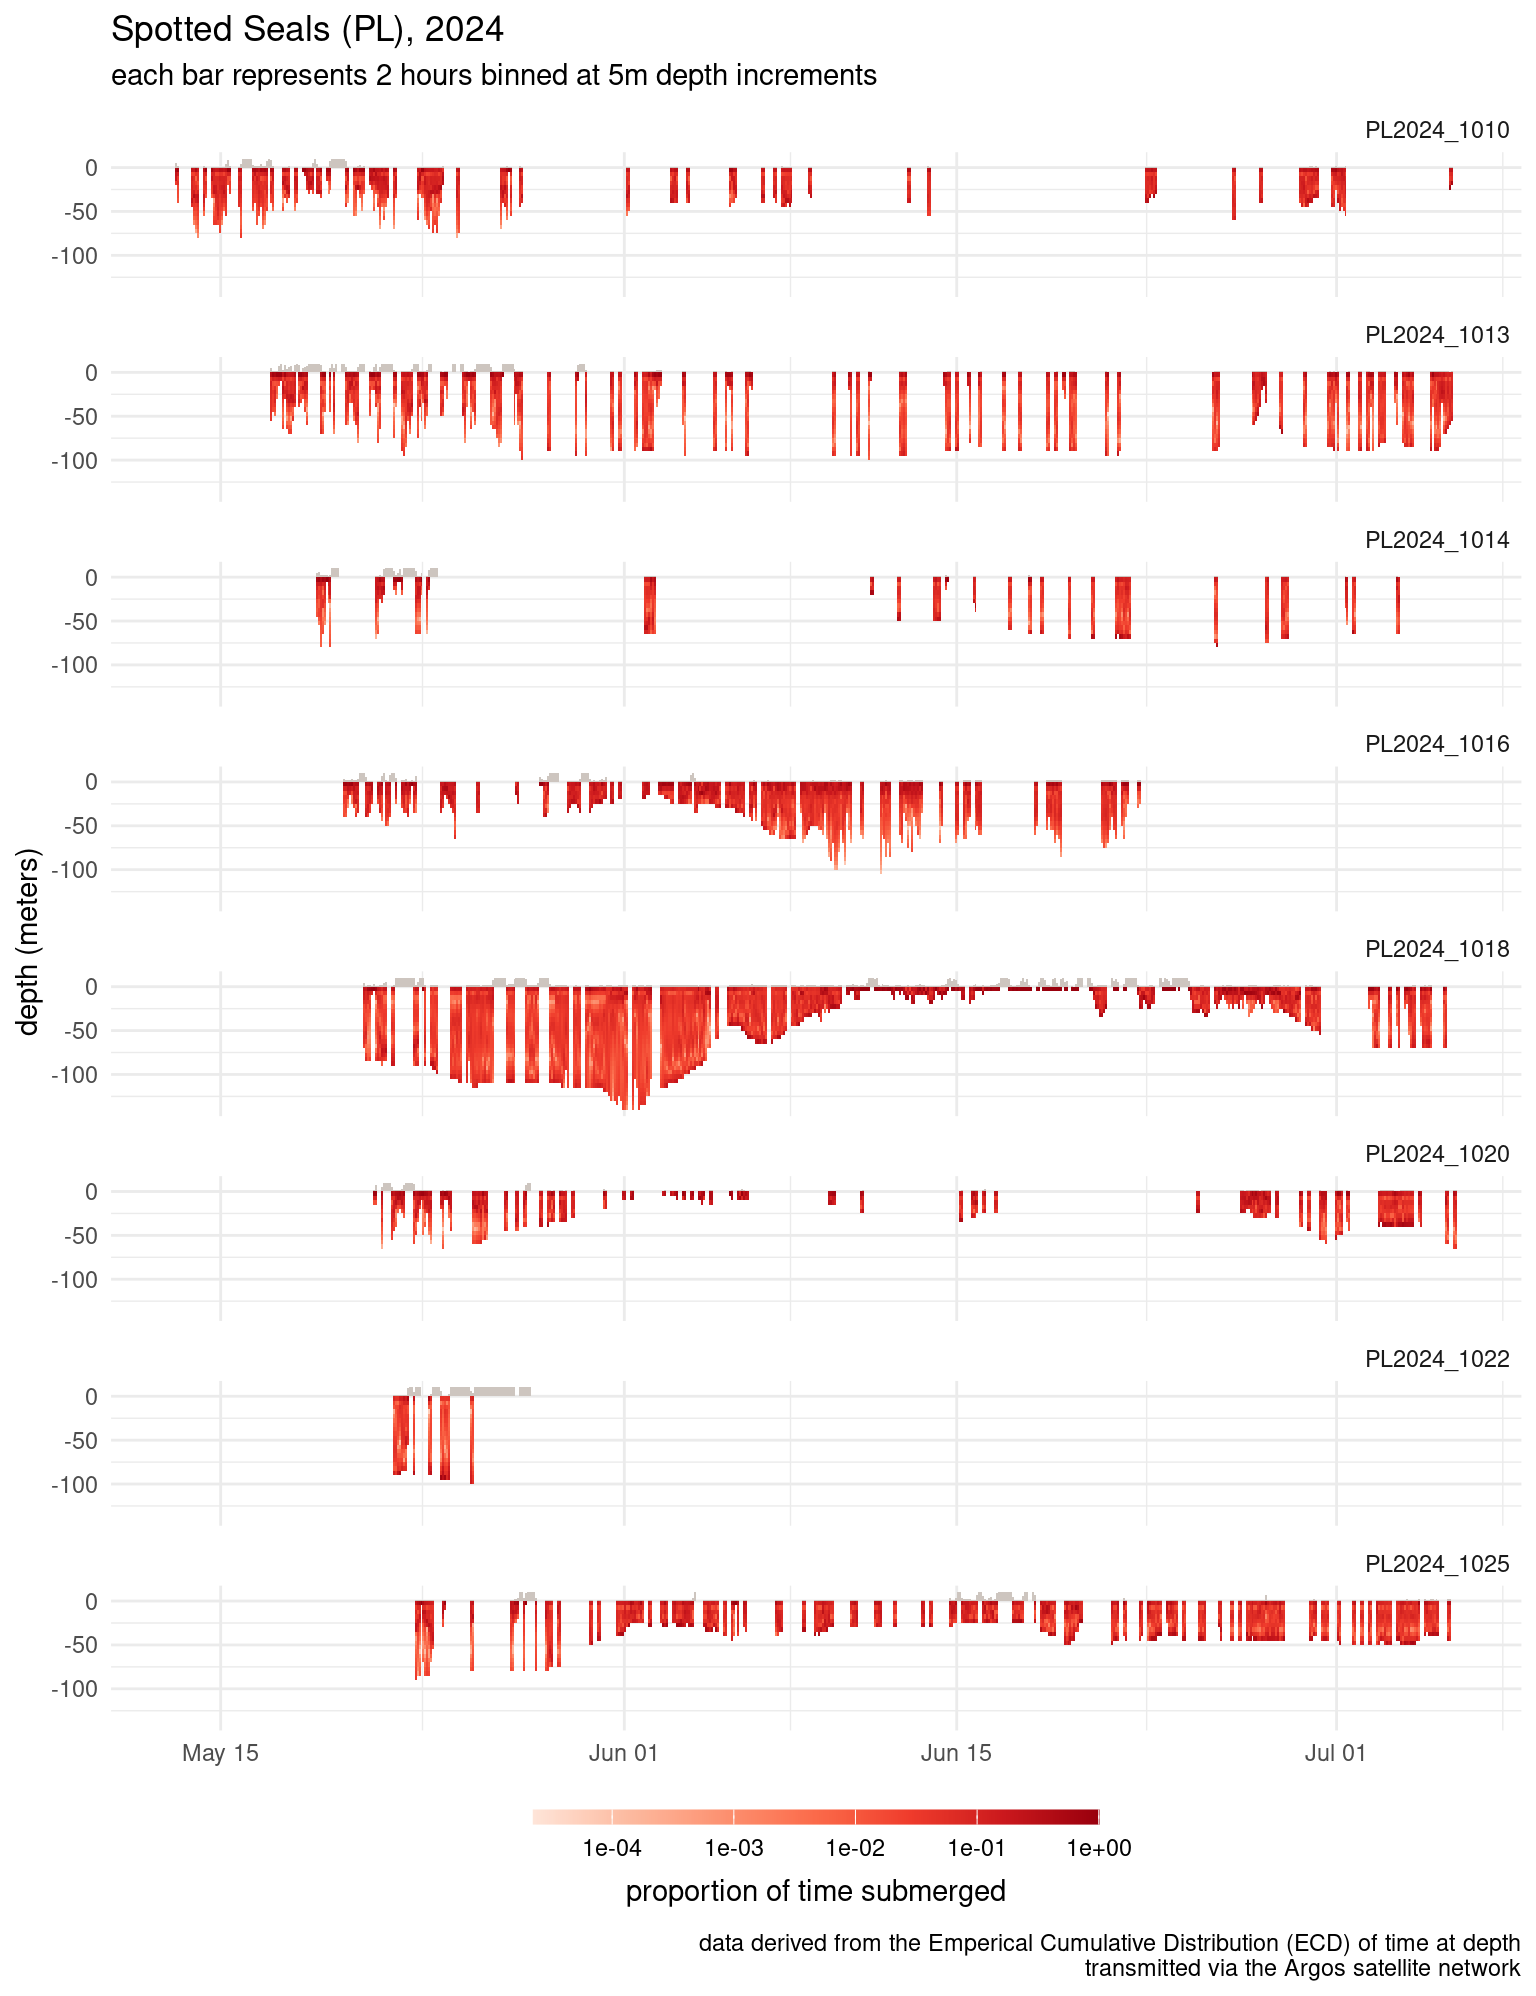 Spotted Seals (PL), 2024
each bar represents 2 hours binned at 5m depth increments
PL2024_1010
0
-50
-100
PL2024_1013
0
-50
-100
PL2024_1014
0
-50
-100
PL2024_1016
0
-50
-100
depth (meters)
PL2024_1018
0
-50
-100
PL2024_1020
0
-50
-100
PL2024_1022
0
-50
-100
PL2024_1025
0
-50
-100
May 15 Jun 01 Jun 15 Jul 01
1e-04 1e-03 1e-02 1e-01 1e+00
proportion of time submerged
data derived from the Emperical Cumulative Distribution (ECD) of time at depth
transmitted via the Argos satellite network